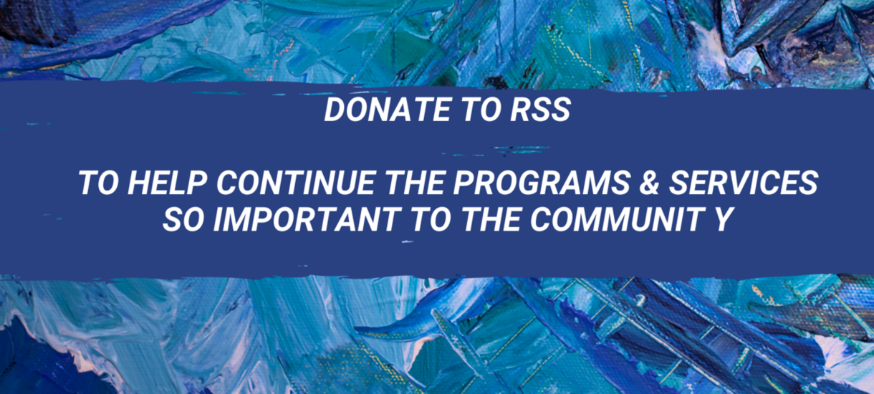 DONATE TO RSS
TO HELP CONTINUE THE PROGRAMS & SERVICES
SO IMPORTANT TO THE COMMUNIT Y